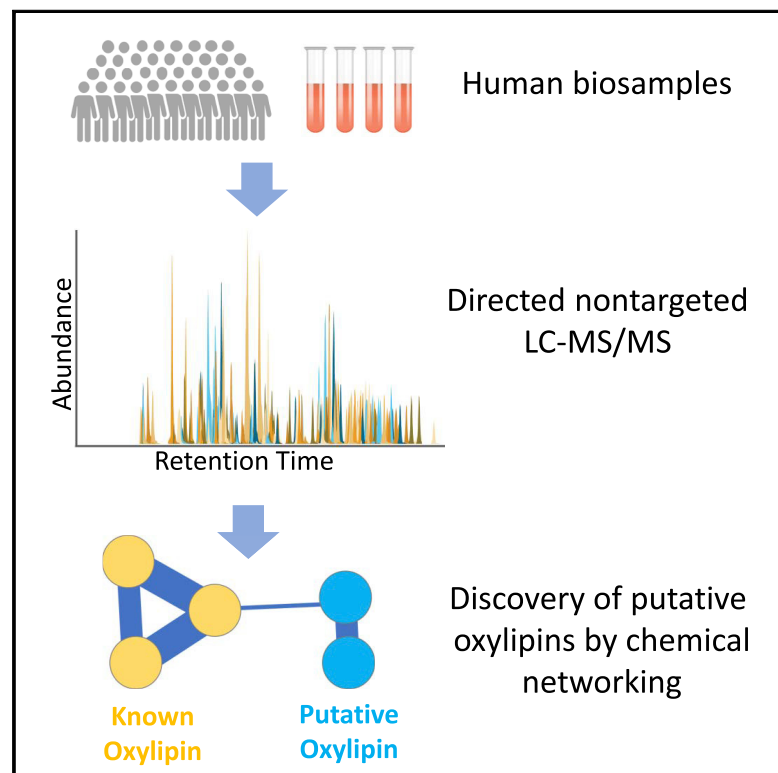 Human biosamples
Abundance
Directed nontargeted
LC-MS/MS
Retention Time
Discovery of putative
oxylipins by chemical
networking
Known
Oxylipin
Putative
Oxylipin